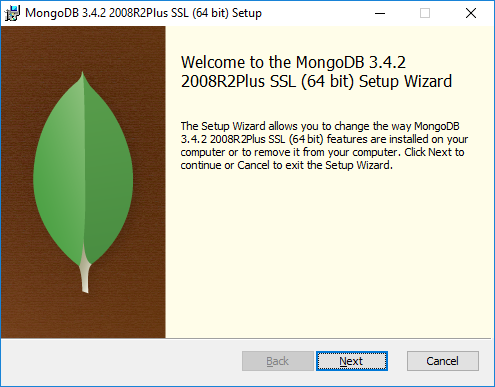 MongoDB 3.4.2 2008R2Plus SSL (64 bit) Setup
Welcome to the MongoDB 3.4.2
2008R2Plus SSL (64 bit) Setup Wizard
The Setup Wizard allows you to change the way MongoDB
3.4.2 2008R2Plus SSL (64 bit) features are installed on your
computer or to remove it from your computer. Click Next to
continue or Cancel to exit the Setup Wizard.
Back Next Cancel